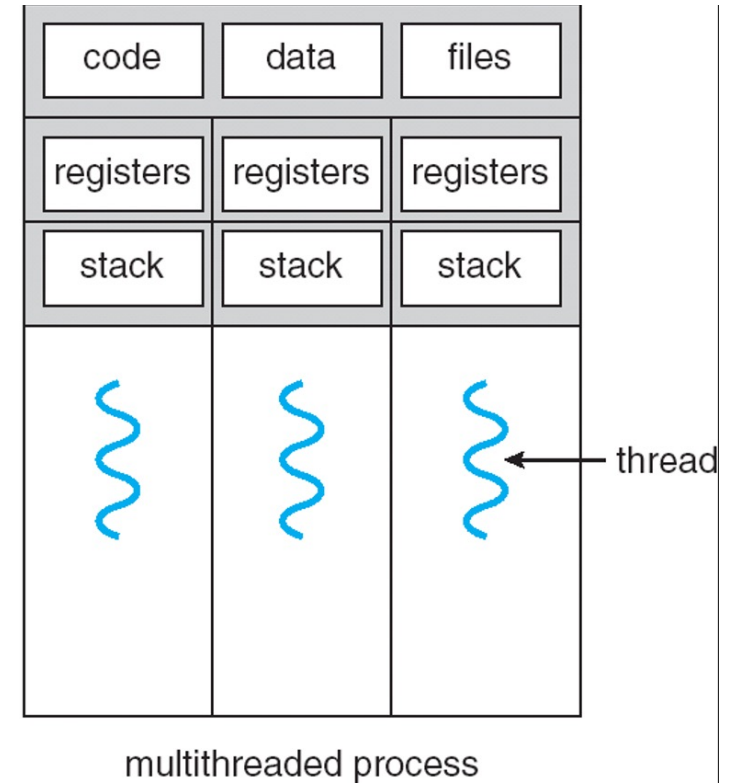 code data files
registers registers registers
stack stack stack
thread
multithreaded process